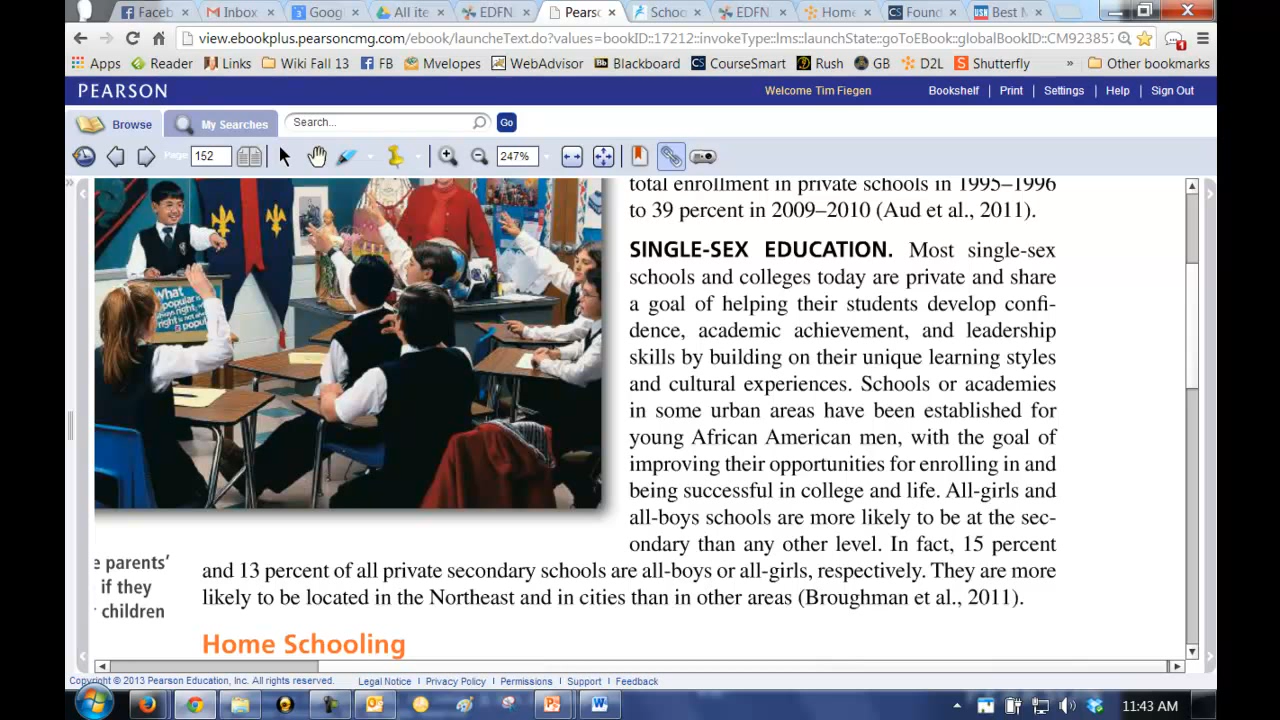 Faceb
Inbox
Goog
All ite
EDFN
Pears
Schoo
EDFN
Home
CS Found
Best M
view.ebookplus.pearsoncmg.com/ebook/launcheText.do?values=bookID::17212::invokeType::lms::launchState::goToEBook::globalBookID::CM923857
Apps Reader Links Wiki Fall 13 FB Mvelopes WebAdvisor Bb Blackboard CS CourseSmart Rush GB D2L S Shutterfly » Other bookmarks
PEARSON Welcome Tim Fiegen Bookshelf | Print | Settings | Help | Sign Out
Browse My Searches Search... Go
Page 152 247%
total enrollment in private schools in 1995–1996
to 39 percent in 2009–2010 (Aud et al., 2011).
SINGLE-SEX EDUCATION. Most single-sex
schools and colleges today are private and share
a goal of helping their students develop confi-
dence, academic achievement, and leadership
skills by building on their unique learning styles
and cultural experiences. Schools or academies
in some urban areas have been established for
young African American men, with the goal of
improving their opportunities for enrolling in and
being successful in college and life. All-girls and
all-boys schools are more likely to be at the sec-
ondary than any other level. In fact, 15 percent
and 13 percent of all private secondary schools are all-boys or all-girls, respectively. They are more
likely to be located in the Northeast and in cities than in other areas (Broughman et al., 2011).
What
popular
right,
e parents'
if they
children
Home Schooling
Copyright © 2013 Pearson Education, Inc. All rights reserved. Legal Notice | Privacy Policy | Permissions | Support | Feedback
11:43 AM